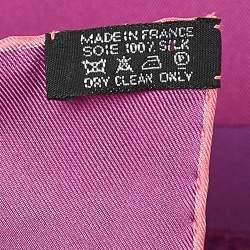 MADE IN FRANCE
SOIE 100% SILK
P
DRY CLEAN ONLY